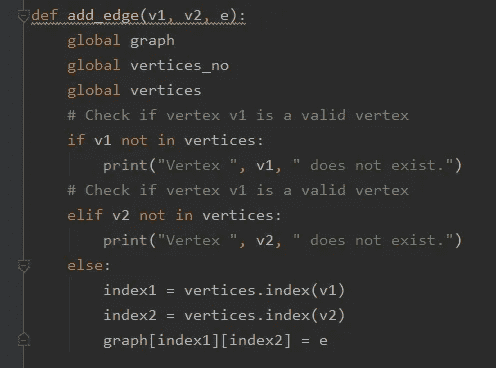 def add_edge(v1, v2, e):
    global graph
    global vertices_no
    global vertices
    # Check if vertex v1 is a valid vertex
    if v1 not in vertices:
        print("Vertex ", v1, " does not exist.")
    # Check if vertex v1 is a valid vertex
    elif v2 not in vertices:
        print("Vertex ", v2, " does not exist.")
    else:
        index1 = vertices.index(v1)
        index2 = vertices.index(v2)
        graph[index1][index2] = e